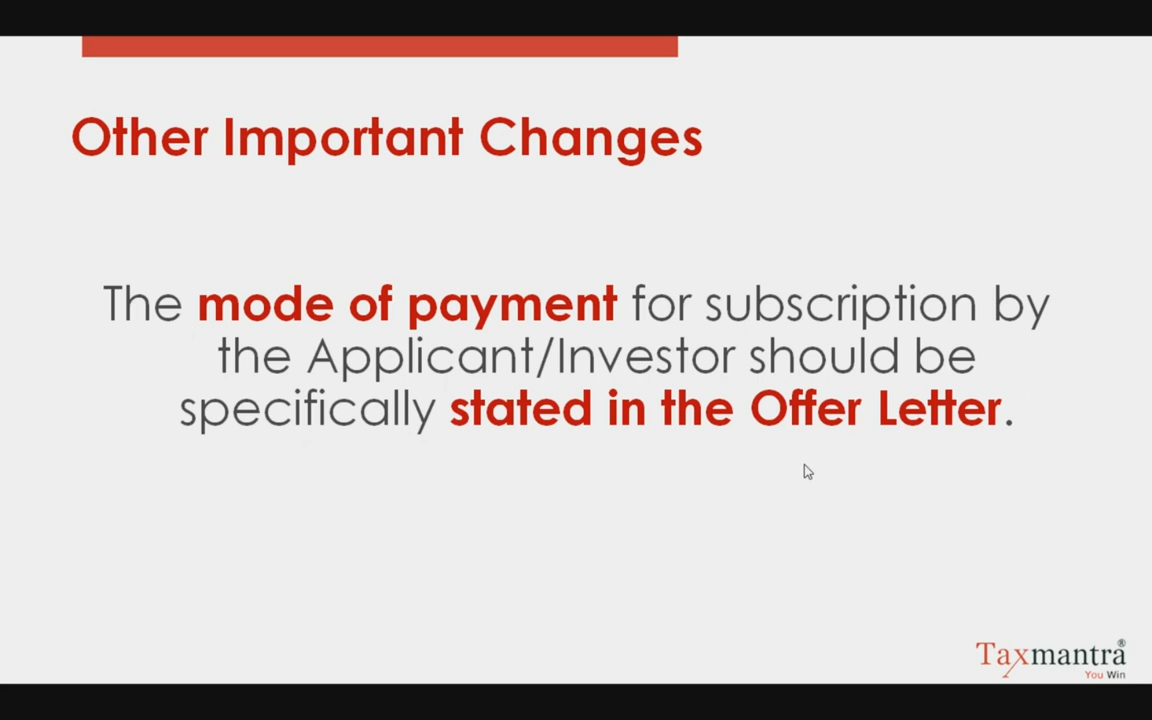 Other Important Changes
The mode of payment for subscription by
the Applicant/Investor should be
specifically stated in the Offer Letter.
Taxmantra®
You Win